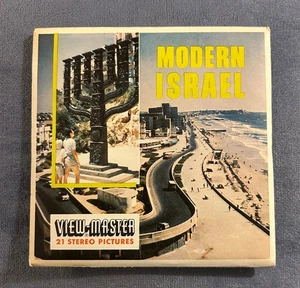 MODERN
ISRAEL
VIEW-MASTER
21 STEREO PICTURES